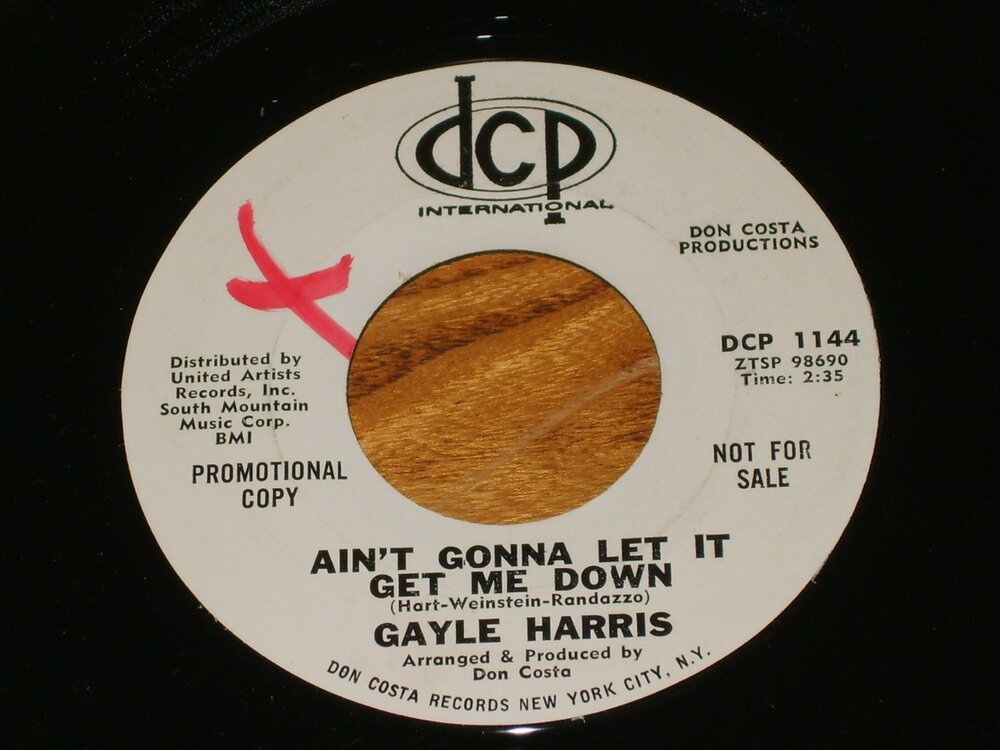 dcp
INTERNATIONAL
DON COSTA
PRODUCTIONS
DCP 1144
ZTSP 98690
Time: 2:35
Distributed by
United Artists
Records, Inc.
South Mountain
Music Corp.
BMI
PROMOTIONAL
COPY
NOT FOR
SALE
AIN'T GONNA LET IT
GET ME DOWN
(Hart-Weinstein-Randazzo)
GAYLE HARRIS
Arranged & Produced by
Don Costa
DON COSTA RECORDS NEW YORK CITY, N.Y.